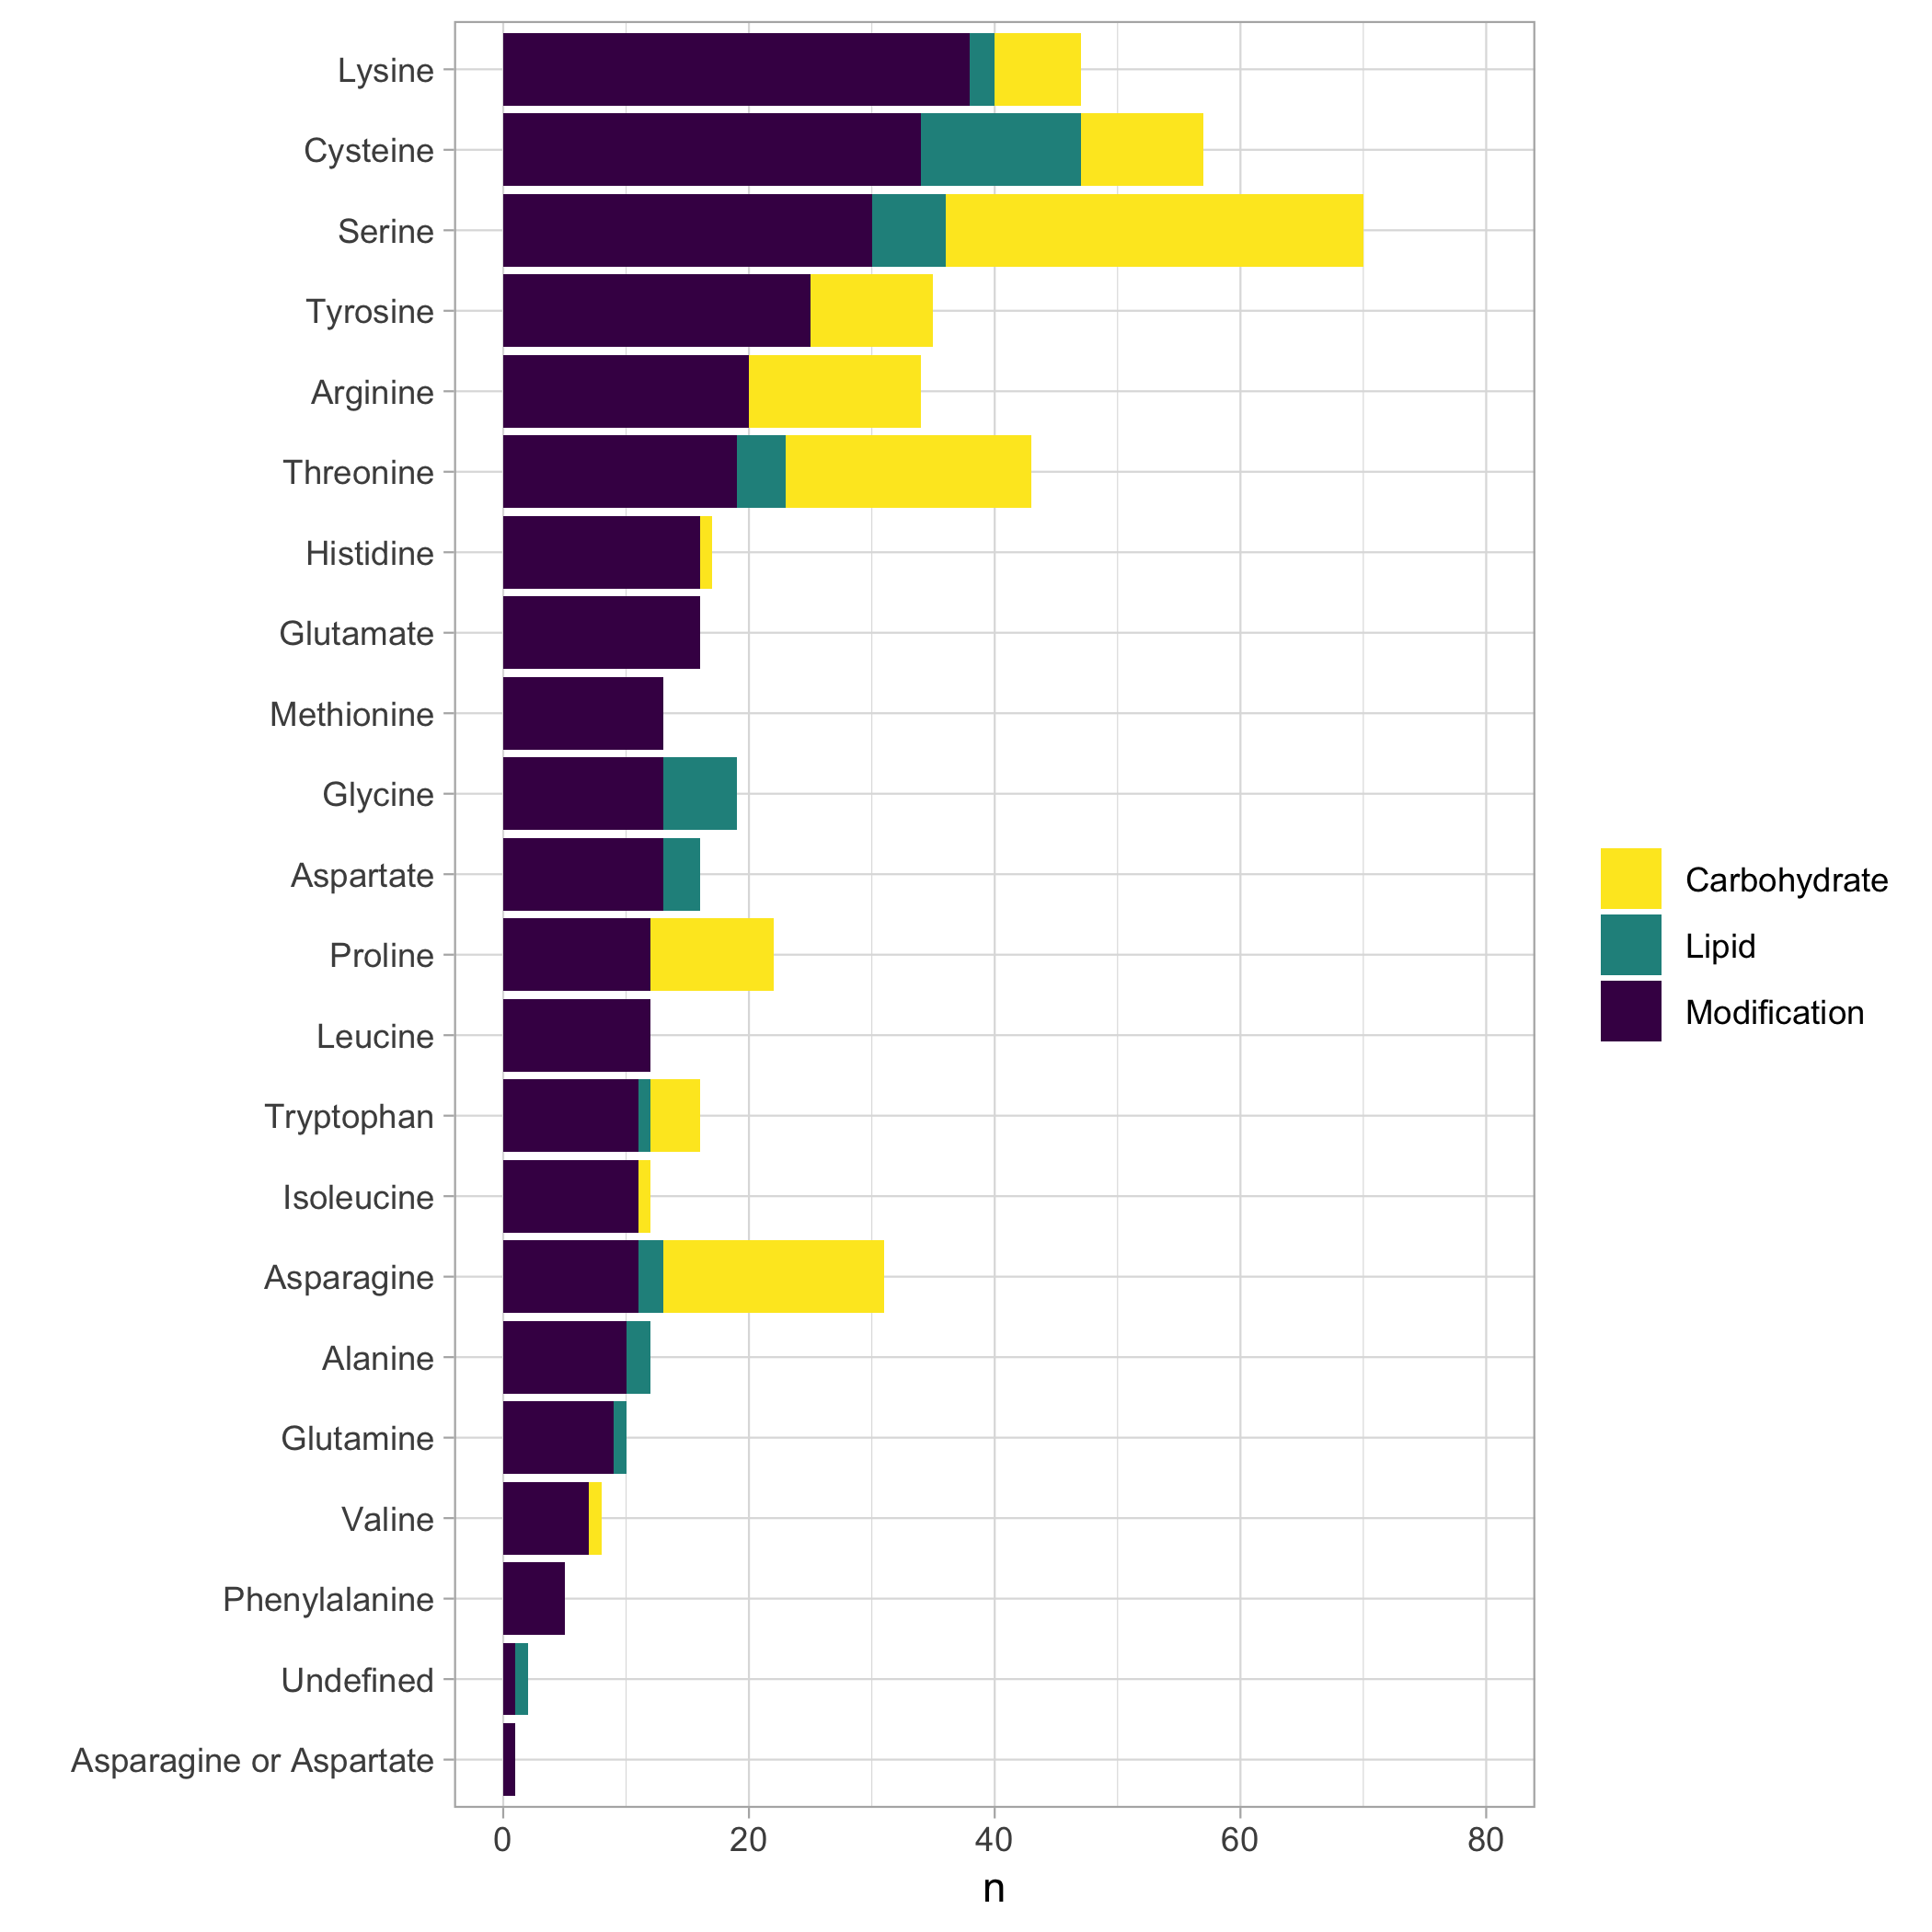 Lysine
Cysteine
Serine
Tyrosine
Arginine
Threonine
Histidine
Glutamate
Methionine
Glycine
Aspartate
Proline
Leucine
Tryptophan
Isoleucine
Asparagine
Alanine
Glutamine
Valine
Phenylalanine
Undefined
Asparagine or Aspartate
0 20 40 60 80
n
Carbohydrate
Lipid
Modification